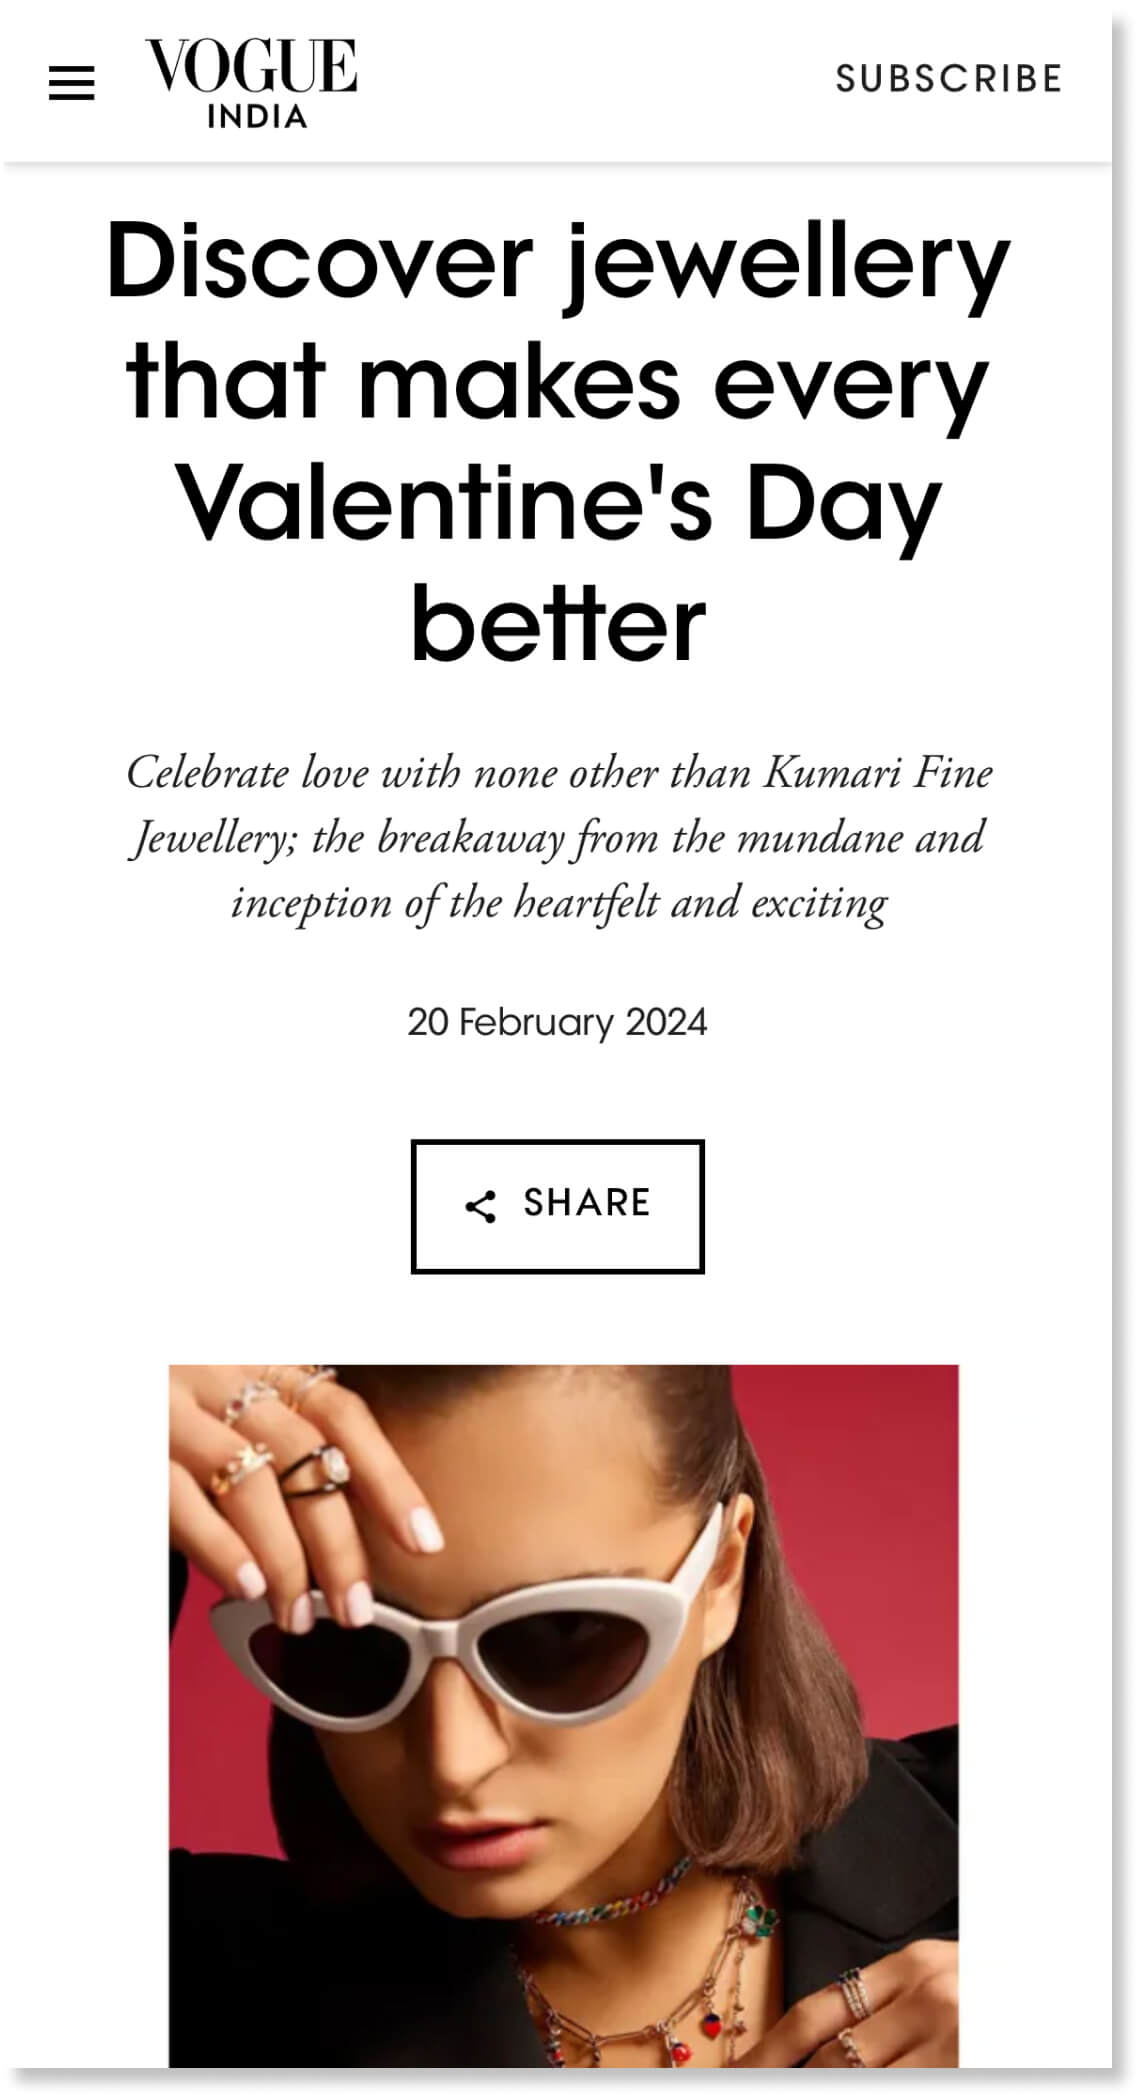 VOGUE
INDIA
SUBSCRIBE
Discover jewellery
that makes every
Valentine's Day
better
Celebrate love with none other than Kumari Fine
Jewellery; the breakaway from the mundane and
inception of the heartfelt and exciting
20 February 2024
SHARE